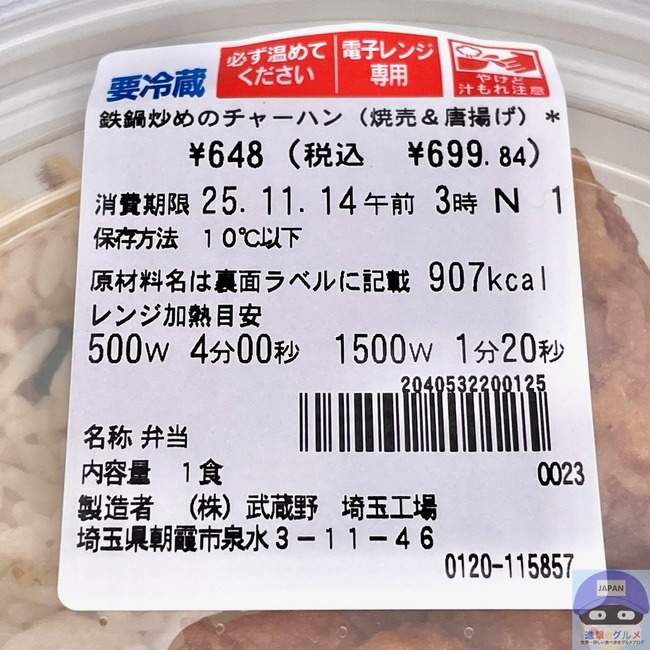 要冷蔵
必ず温めて
ください
電子レンジ
専用
やけど
汁もれ注意
鉄鍋炒めのチャーハン（焼売＆唐揚げ）＊
¥648（税込 ¥699.84）
消費期限 25.11.14午前 3時 N 1
保存方法 10℃以下
原材料名は裏面ラベルに記載 907kcal
レンジ加熱目安
500W 4分00秒 1500W 1分20秒
2040532200125
名称 弁当
内容量 1食
0023
製造者 （株）武蔵野 埼玉工場
埼玉県朝霞市泉水3－11－46
0120-115857
JAPAN
進撃のグルメ